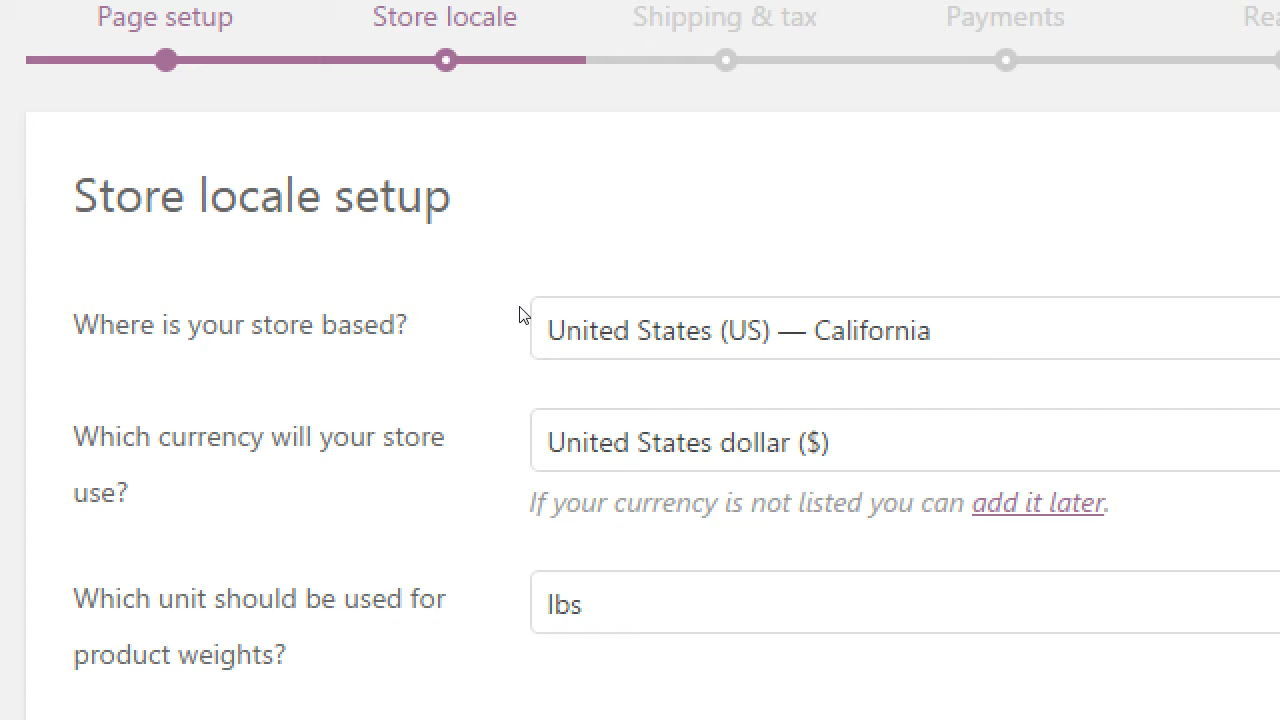 Page setup
Store locale
Shipping & tax
Payments
Store locale setup
Where is your store based?
United States (US) — California
Which currency will your store
use?
United States dollar ($)
If your currency is not listed you can add it later.
Which unit should be used for
product weights?
lbs